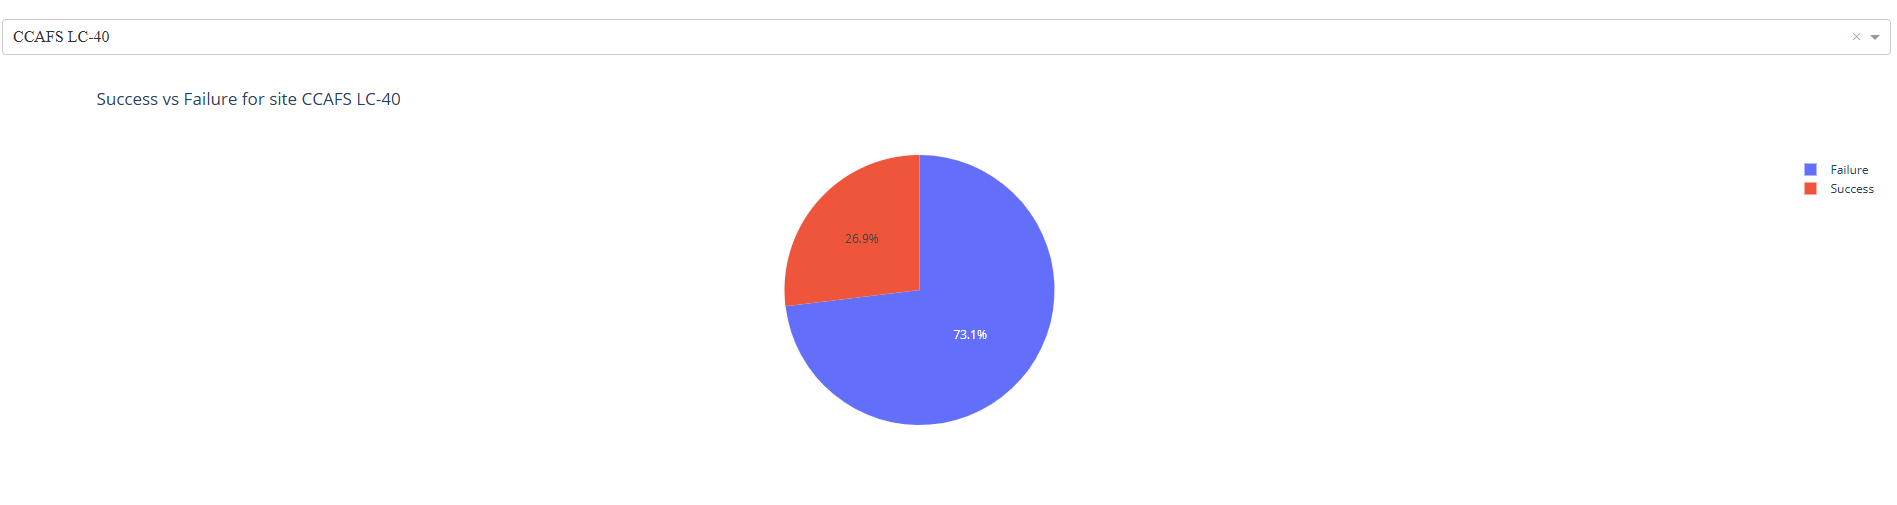 CCAFS LC-40
Success vs Failure for site CCAFS LC-40
Failure
Success
26.9%
73.1%